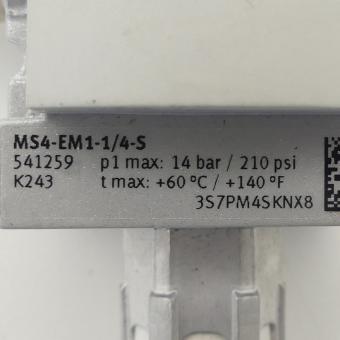 MS4-EM1-1/4-S
541259 p1 max: 14 bar / 210 psi
K243 t max: +60 °C / +140 °F
3S7PM4SKNX8